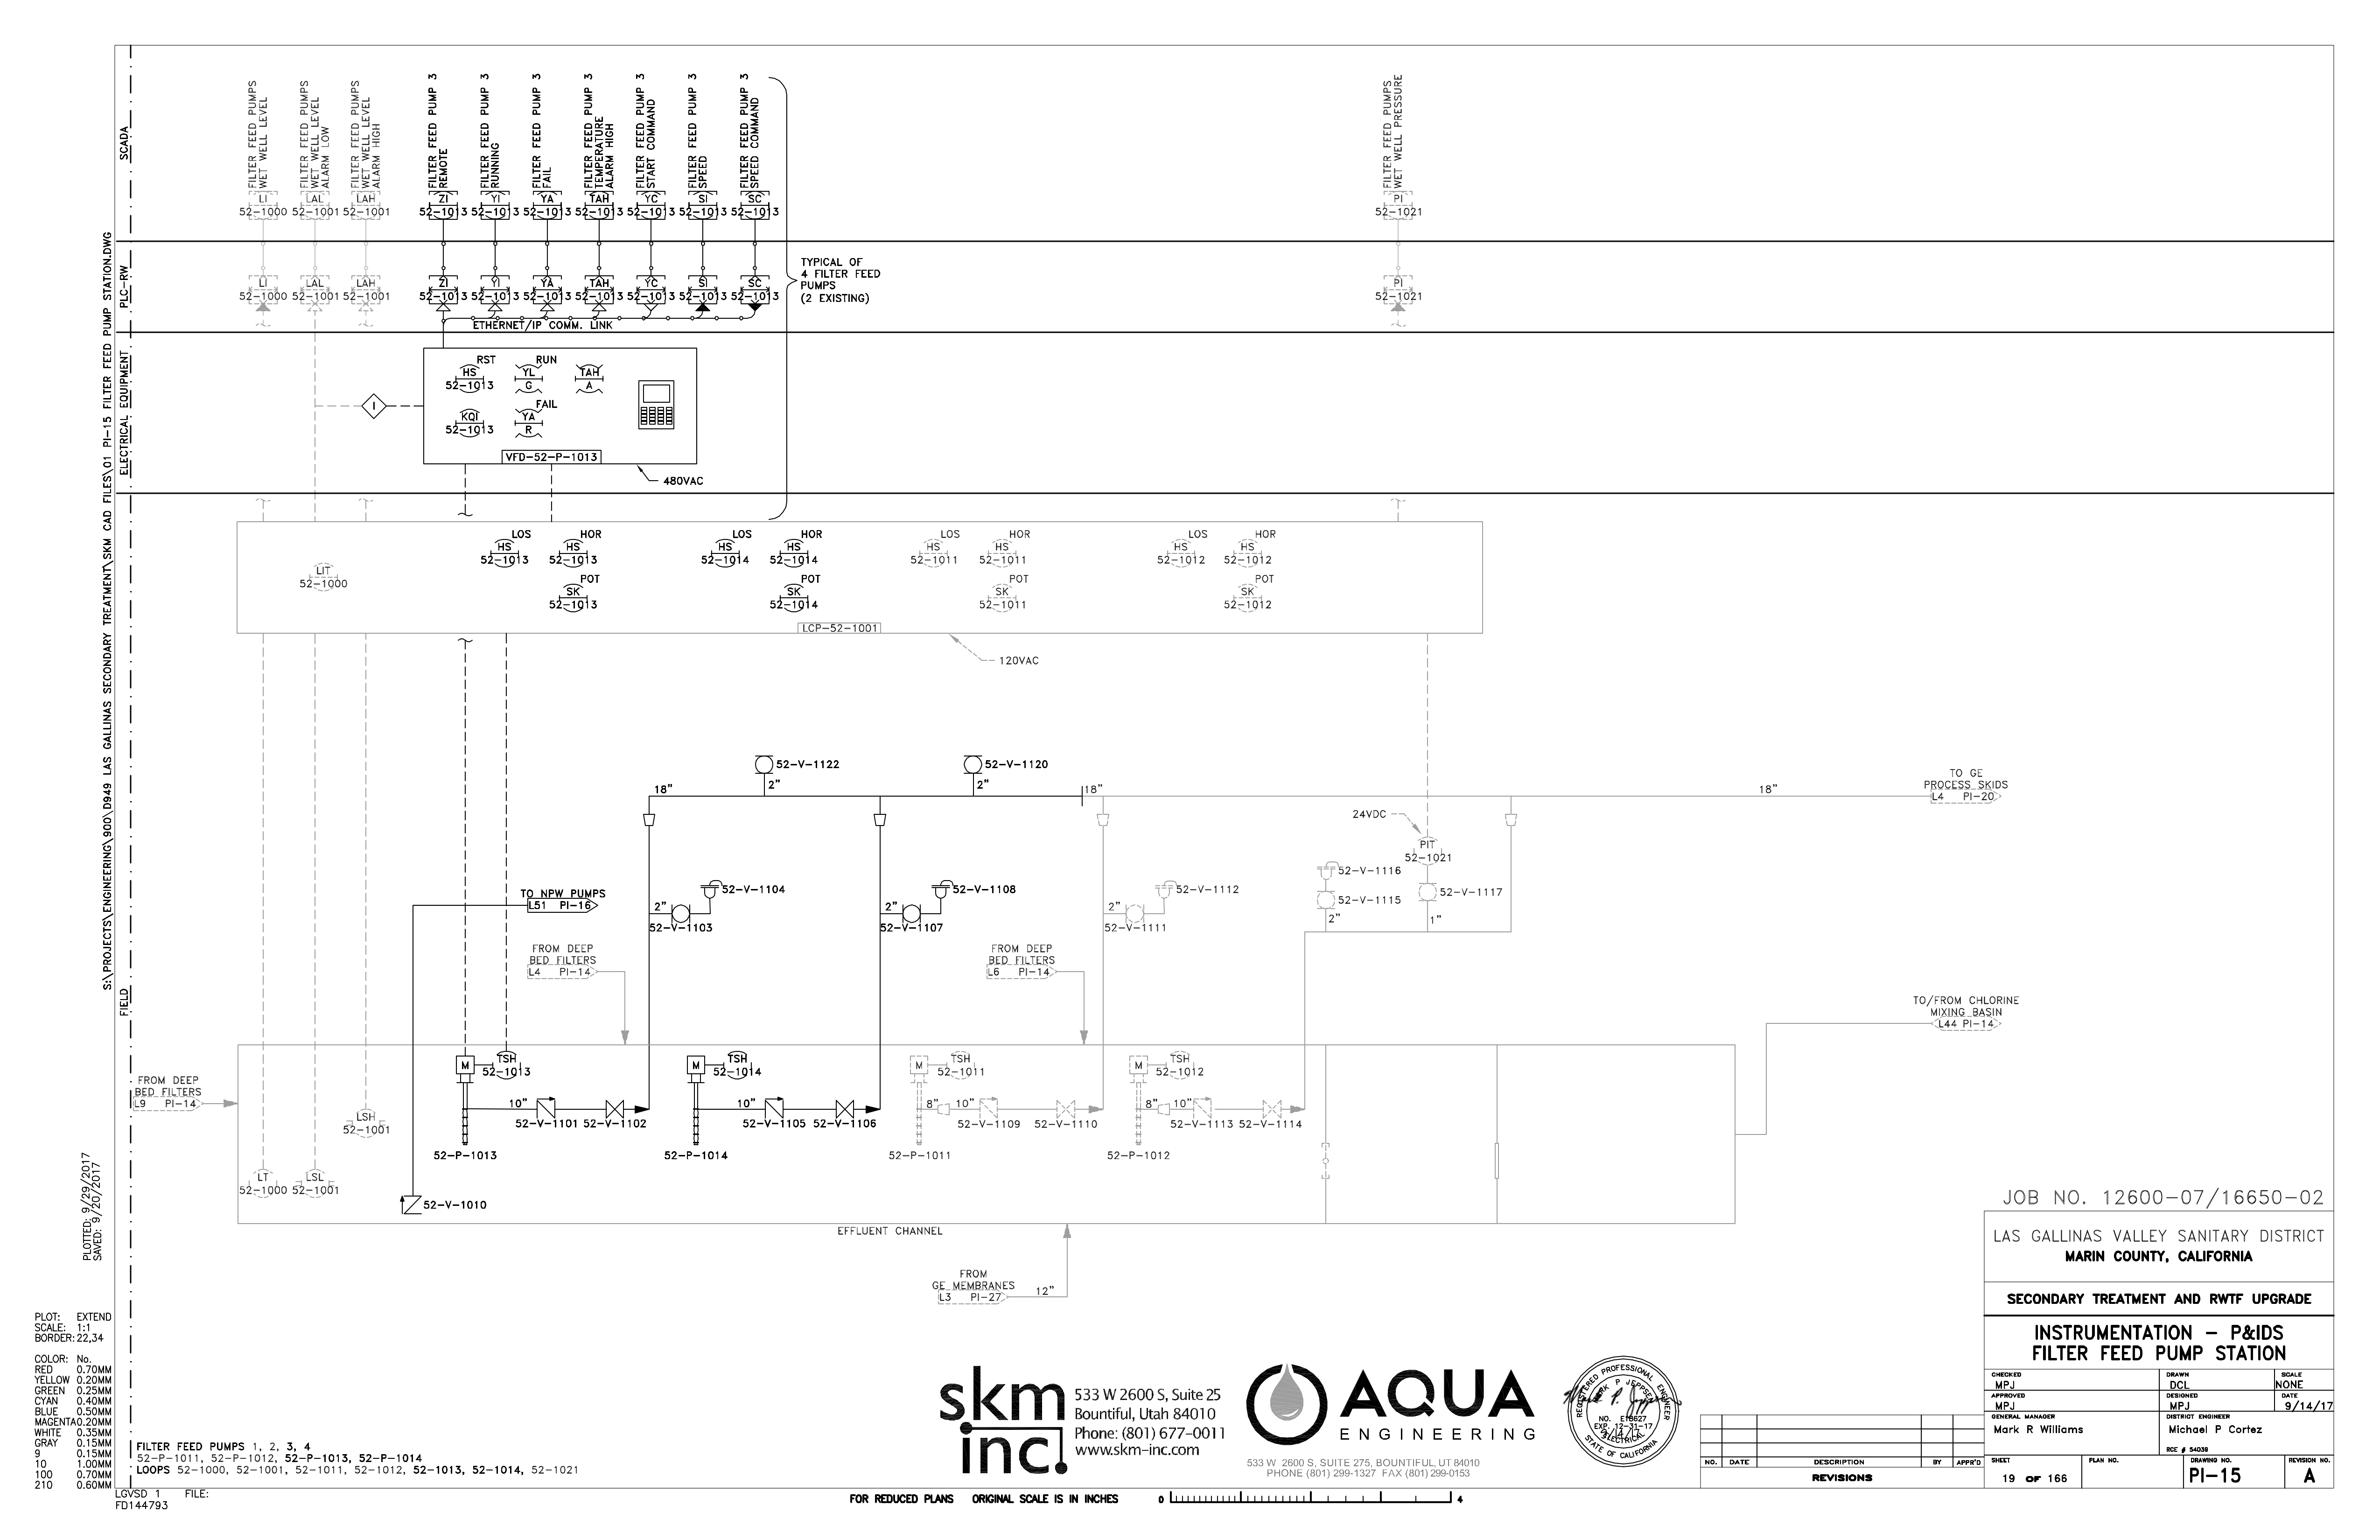 S:\PROJECTS\ENGINEERING\900\D949 LAS GALLINAS SECONDARY TREATMENT\SKM CAD FILES\01 PI-15 FILTER FEED PUMP STATION.DWG
PLOTTED: 9/29/2017
SAVED: 9/20/2017
SCADA
PLC-RW
ELECTRICAL EQUIPMENT
FIELD
FILTER FEED PUMPS
WET WELL LEVEL
FILTER FEED PUMPS
WET WELL LEVEL
ALARM LOW
FILTER FEED PUMPS
WET WELL LEVEL
ALARM HIGH
FILTER FEED PUMP 3
REMOTE
FILTER FEED PUMP 3
RUNNING
FILTER FEED PUMP 3
FAIL
FILTER FEED PUMP 3
TEMPERATURE
ALARM HIGH
FILTER FEED PUMP 3
START COMMAND
FILTER FEED PUMP 3
SPEED
FILTER FEED PUMP 3
SPEED COMMAND
FILTER FEED PUMPS
WET WELL PRESSURE
LI LAL LAH ZI YI YA TAH YC SI SC PI
52-1000 52-1001 52-1001 52-1013 52-1013 52-1013 52-1013 52-1013 52-1013 52-1013 52-1021
LI LAL LAH ZI YI YA TAH YC SI SC PI
52-1000 52-1001 52-1001 52-1013 52-1013 52-1013 52-1013 52-1013 52-1013 52-1013 52-1021
TYPICAL OF
4 FILTER FEED
PUMPS
(2 EXISTING)
ETHERNET/IP COMM. LINK
RST RUN
HS YL TAH
52-1013 G A
I
FAIL
KQI YA
52-1013 R
VFD-52-P-1013
480VAC
LOS HOR LOS HOR LOS HOR LOS HOR
HS HS HS HS HS HS HS HS
52-1013 52-1013 52-1014 52-1014 52-1011 52-1011 52-1012 52-1012
LIT
52-1000
POT POT POT POT
SK SK SK SK
52-1013 52-1014 52-1011 52-1012
LCP-52-1001
120VAC
52-V-1122 52-V-1120
2" 2"
18" 18" 18"
TO GE
PROCESS SKIDS
L4 PI-20
24VDC
PIT
52-1021
52-V-1116
52-V-1115
2"
52-V-1117
1"
TO NPW PUMPS
L51 PI-16
52-V-1104 52-V-1108 52-V-1112
2" 2" 2"
52-V-1103 52-V-1107 52-V-1111
FROM DEEP
BED FILTERS
L4 PI-14
FROM DEEP
BED FILTERS
L6 PI-14
TO/FROM CHLORINE
MIXING BASIN
L44 PI-14
FROM DEEP
BED FILTERS
L9 PI-14
M TSH M TSH M TSH M TSH
52-1013 52-1014 52-1011 52-1012
10" 10" 8" 10" 8" 10"
52-V-1101 52-V-1102 52-V-1105 52-V-1106 52-V-1109 52-V-1110 52-V-1113 52-V-1114
52-P-1013 52-P-1014 52-P-1011 52-P-1012
LSH
52-1001
LT LSL
52-1000 52-1001
52-V-1010
EFFLUENT CHANNEL
FROM
GE MEMBRANES
L3 PI-27
12"
JOB NO. 12600-07/16650-02
LAS GALLINAS VALLEY SANITARY DISTRICT
MARIN COUNTY, CALIFORNIA
SECONDARY TREATMENT AND RWTF UPGRADE
INSTRUMENTATION - P&IDS
FILTER FEED PUMP STATION
CHECKED DRAWN SCALE
MPJ DCL NONE
APPROVED DESIGNED DATE
MPJ MPJ 9/14/17
GENERAL MANAGER DISTRICT ENGINEER
Mark R Williams Michael P Cortez
RCE # 54039
SHEET PLAN NO. DRAWING NO. REVISION NO.
19 OF 166 PI-15 A
NO. DATE DESCRIPTION BY APPR'D
REVISIONS
skm
inc.
533 W 2600 S, Suite 25
Bountiful, Utah 84010
Phone: (801) 677-0011
www.skm-inc.com
AQUA
ENGINEERING
533 W 2600 S, SUITE 275, BOUNTIFUL, UT 84010
PHONE (801) 299-1327 FAX (801) 299-0153
REGISTERED PROFESSIONAL ENGINEER
MARK P JEPPSEN
NO. E18627
EXP. 12-31-17
9/14/17
ELECTRICAL
STATE OF CALIFORNIA
PLOT: EXTEND
SCALE: 1:1
BORDER: 22,34
COLOR: No.
RED 0.70MM
YELLOW 0.20MM
GREEN 0.25MM
CYAN 0.40MM
BLUE 0.50MM
MAGENTA 0.20MM
WHITE 0.35MM
GRAY 0.15MM
9 0.15MM
10 1.00MM
100 0.70MM
210 0.60MM
FILTER FEED PUMPS 1, 2, 3, 4
52-P-1011, 52-P-1012, 52-P-1013, 52-P-1014
LOOPS 52-1000, 52-1001, 52-1011, 52-1012, 52-1013, 52-1014, 52-1021
LGVSD 1 FILE:
FD144793
FOR REDUCED PLANS ORIGINAL SCALE IS IN INCHES 0 4